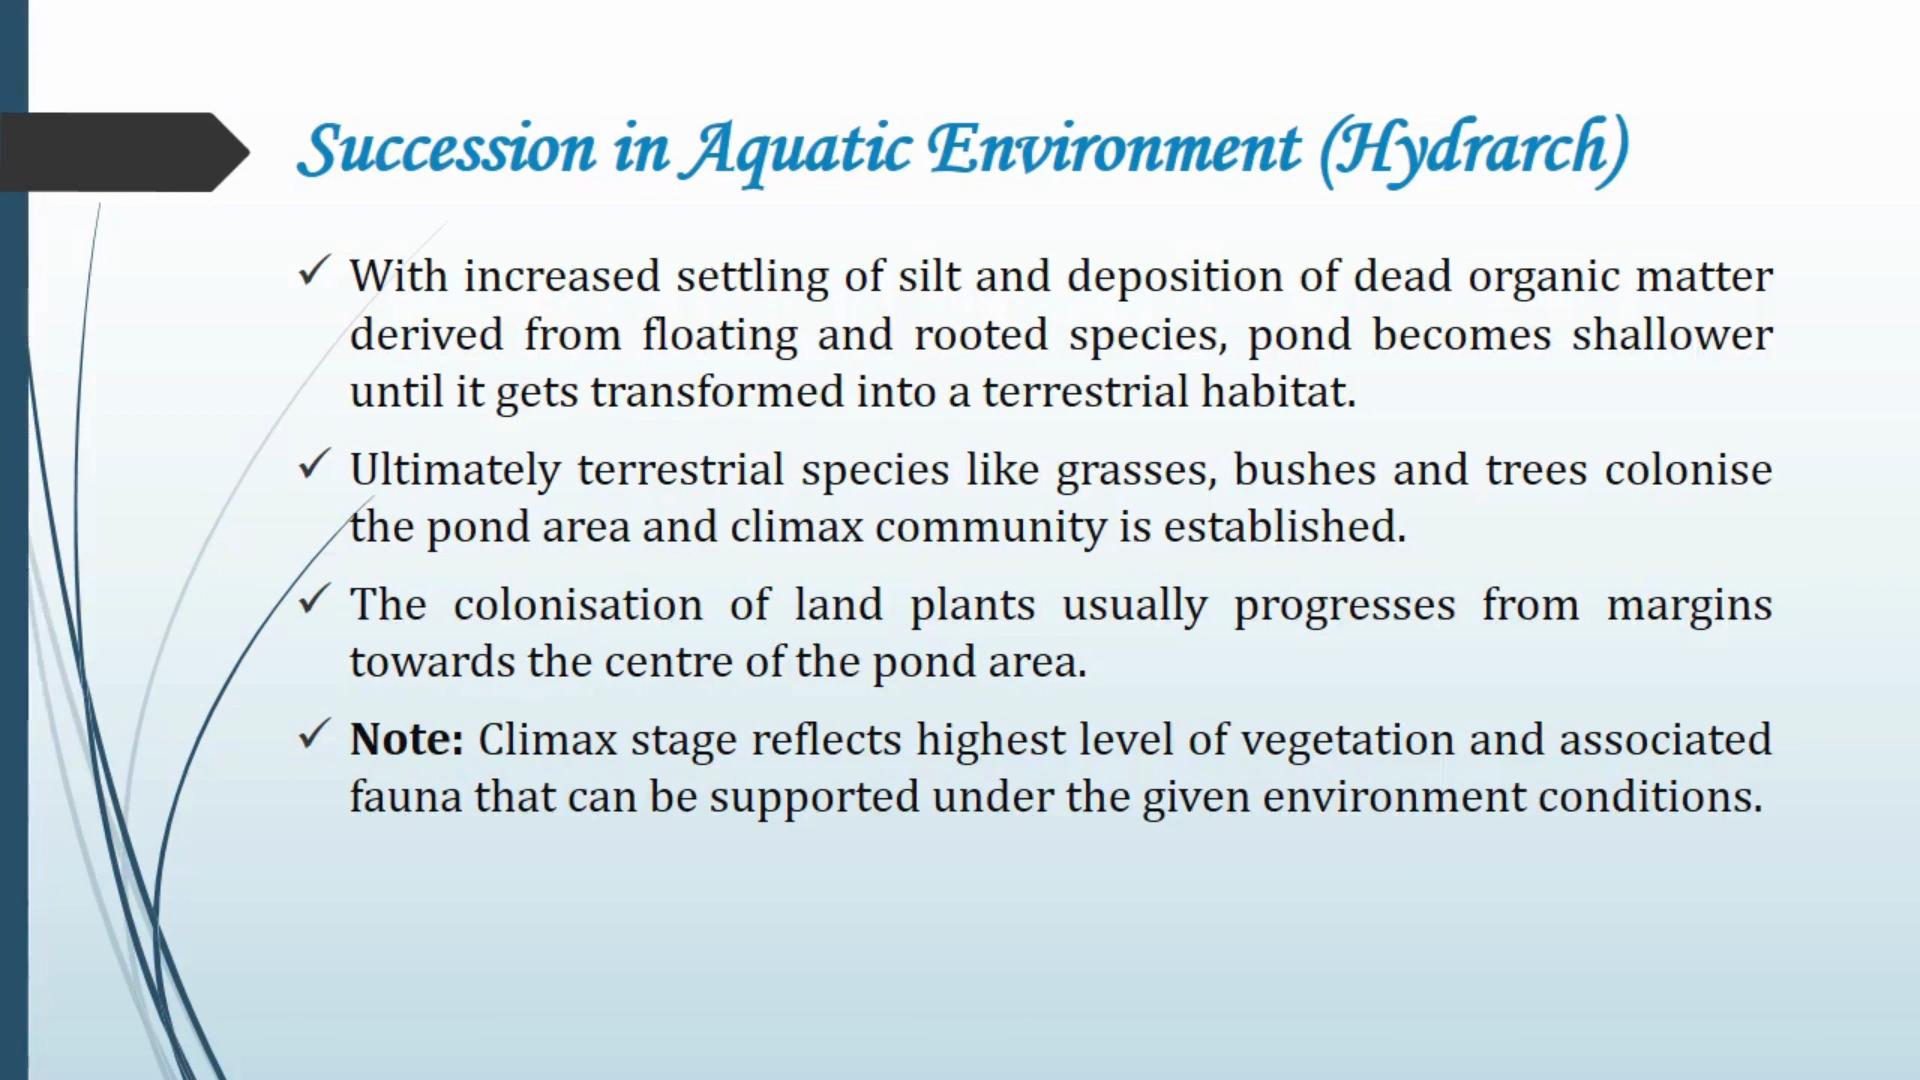 Succession in Aquatic Environment (Hydrarch)
✓ With increased settling of silt and deposition of dead organic matter
derived from floating and rooted species, pond becomes shallower
until it gets transformed into a terrestrial habitat.
✓ Ultimately terrestrial species like grasses, bushes and trees colonise
the pond area and climax community is established.
✓ The colonisation of land plants usually progresses from margins
towards the centre of the pond area.
✓ Note: Climax stage reflects highest level of vegetation and associated
fauna that can be supported under the given environment conditions.